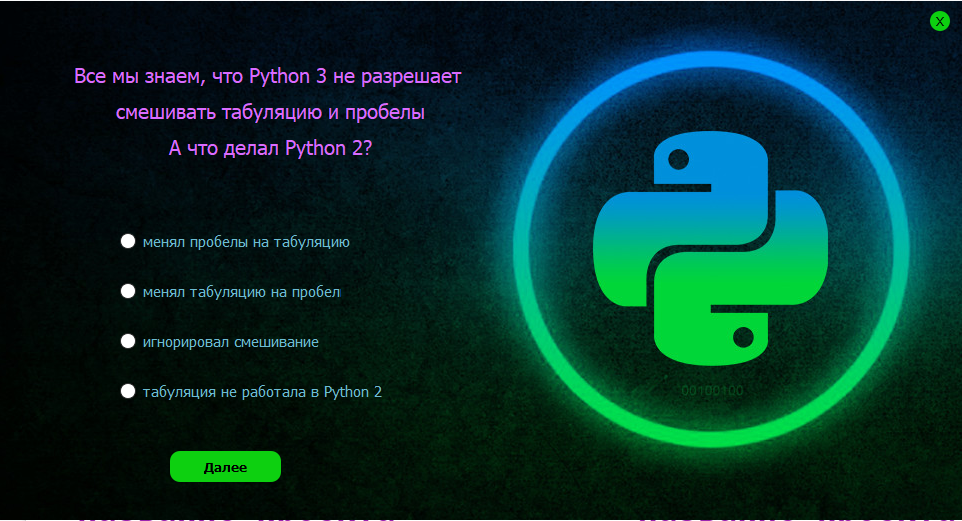 X
Все мы знаем, что Python 3 не разрешает
смешивать табуляцию и пробелы
А что делал Python 2?
менял пробелы на табуляцию
менял табуляцию на пробел
игнорировал смешивание
табуляция не работала в Python 2
00100100
Далее